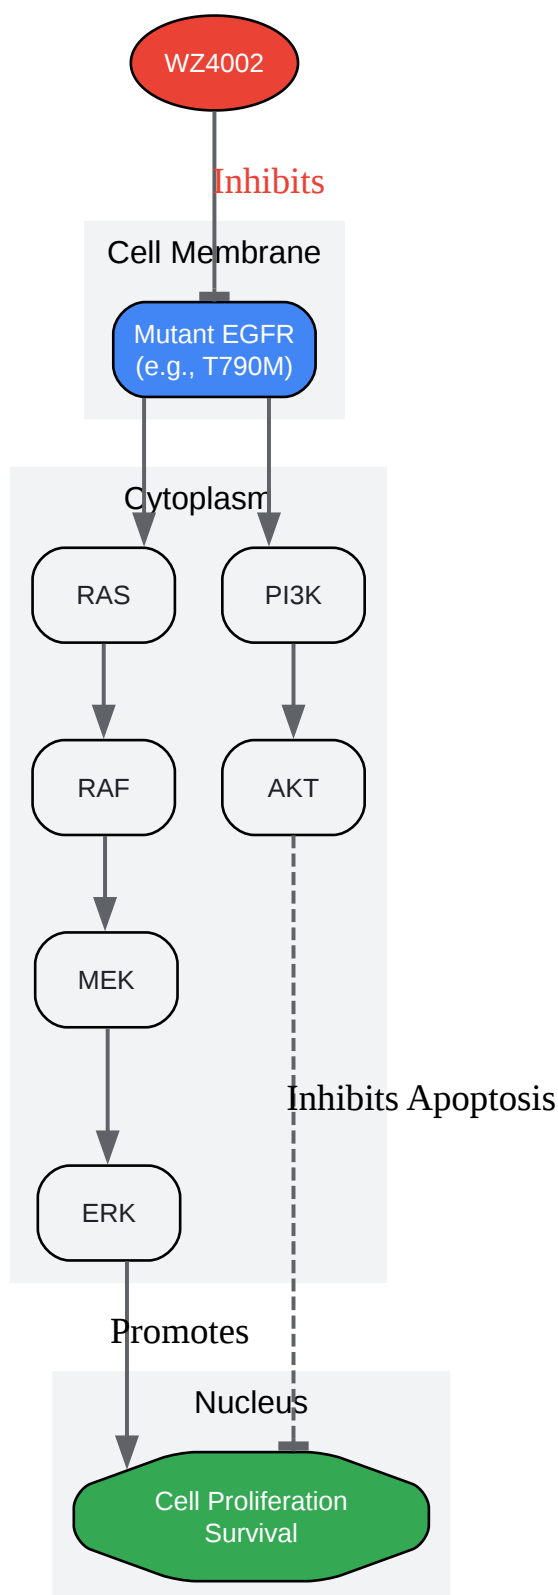 WZ4002
Inhibits
Cell Membrane
Mutant EGFR
(e.g., T790M)
Cytoplasm
RAS
PI3K
RAF
AKT
MEK
Inhibits Apoptosis
ERK
Promotes
Nucleus
Cell Proliferation
Survival